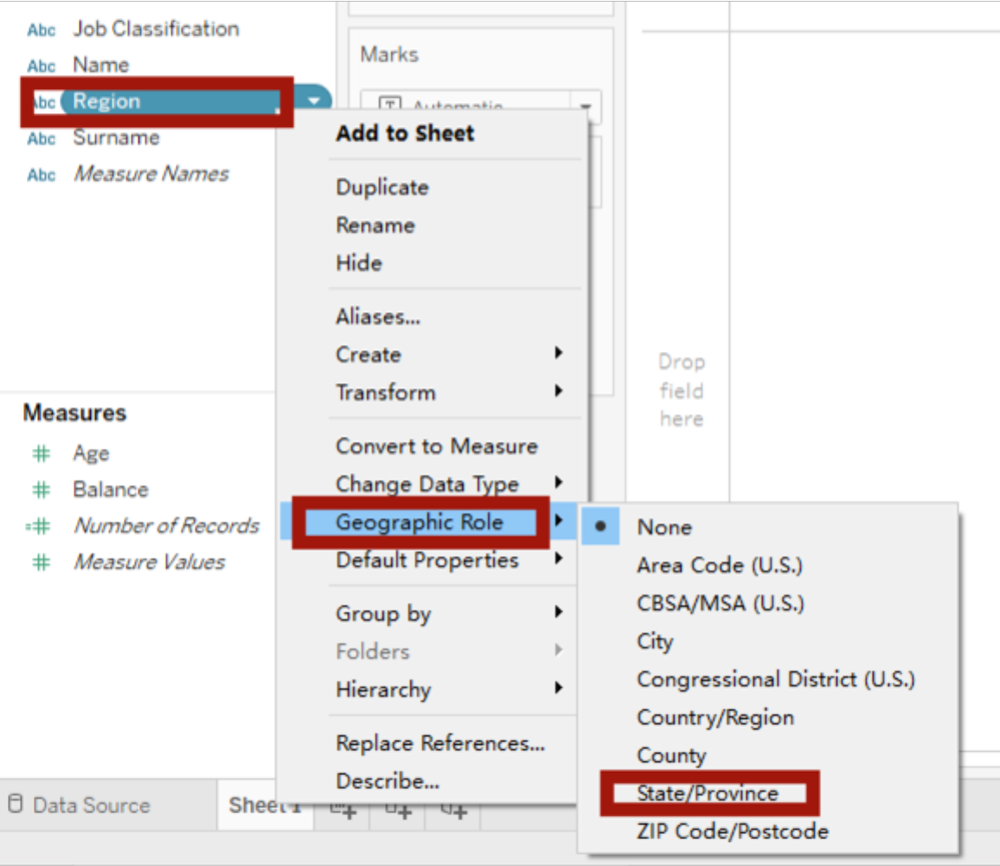 Abc Job Classification
Abc Name
Abc Region
Abc Surname
Abc Measure Names
Measures
# Age
# Balance
=# Number of Records
# Measure Values
Marks
T Automatic
Add to Sheet
Duplicate
Rename
Hide
Aliases...
Create
Transform
Convert to Measure
Change Data Type
Geographic Role
Default Properties
Group by
Folders
Hierarchy
Replace References...
Describe...
None
Area Code (U.S.)
CBSA/MSA (U.S.)
City
Congressional District (U.S.)
Country/Region
County
State/Province
ZIP Code/Postcode
Drop
field
here
Data Source
Sheet 1